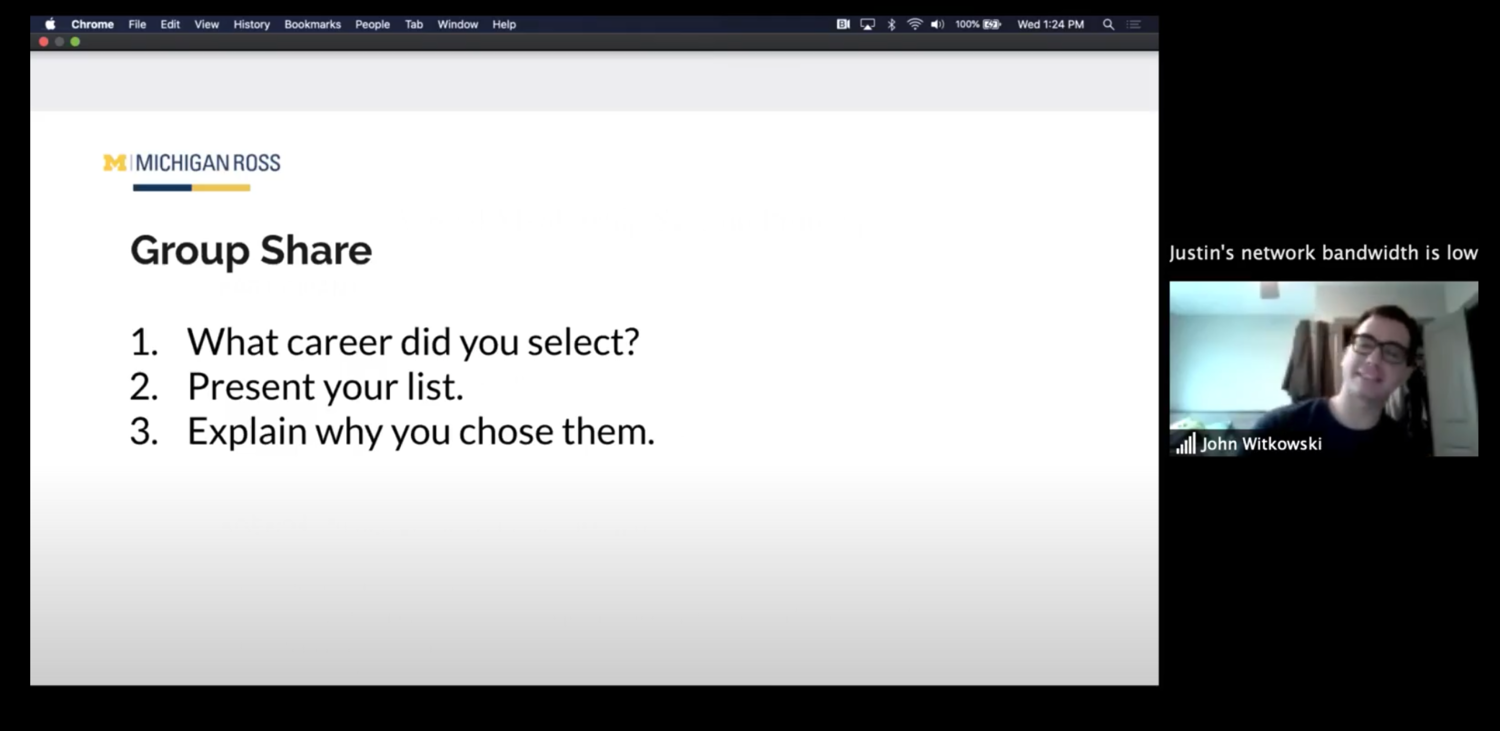 Chrome File Edit View History Bookmarks People Tab Window Help 100% Wed 1:24 PM
M MICHIGAN ROSS
Group Share
1. What career did you select?
2. Present your list.
3. Explain why you chose them.
Justin's network bandwidth is low
John Witkowski